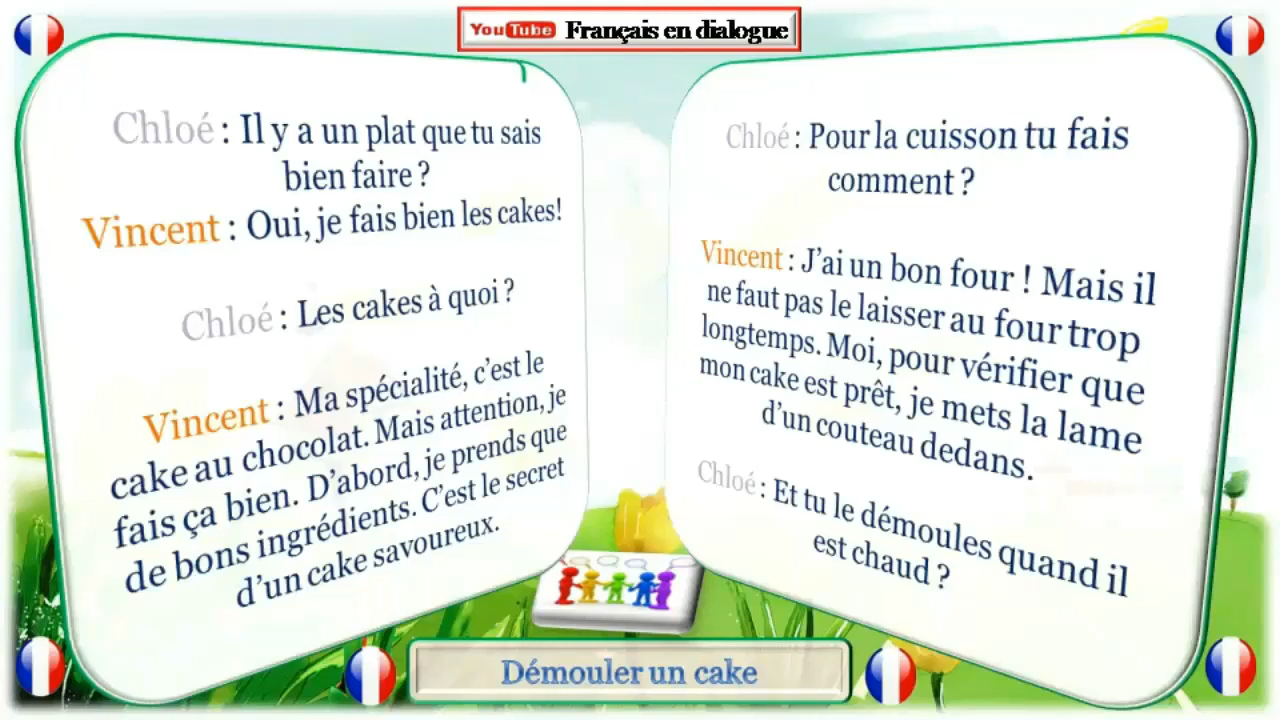 YouTube Français en dialogue
Chloé : Il y a un plat que tu sais
bien faire ?
Vincent : Oui, je fais bien les cakes!
Chloé : Les cakes à quoi ?
Vincent : Ma spécialité, c’est le
cake au chocolat. Mais attention, je
fais ça bien. D’abord, je prends que
de bons ingrédients. C’est le secret
d’un cake savoureux.
Chloé : Pour la cuisson tu fais
comment ?
Vincent : J’ai un bon four ! Mais il
ne faut pas le laisser au four trop
longtemps. Moi, pour vérifier que
mon cake est prêt, je mets la lame
d’un couteau dedans.
Chloé : Et tu le démoules quand il
est chaud ?
Démouler un cake